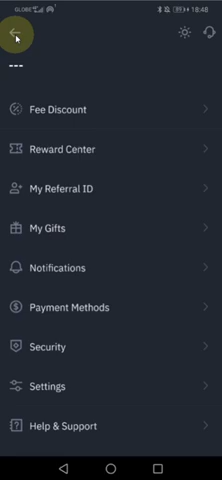 GLOBE
18:48
---
Fee Discount
Reward Center
My Referral ID
My Gifts
Notifications
Payment Methods
Security
Settings
Help & Support